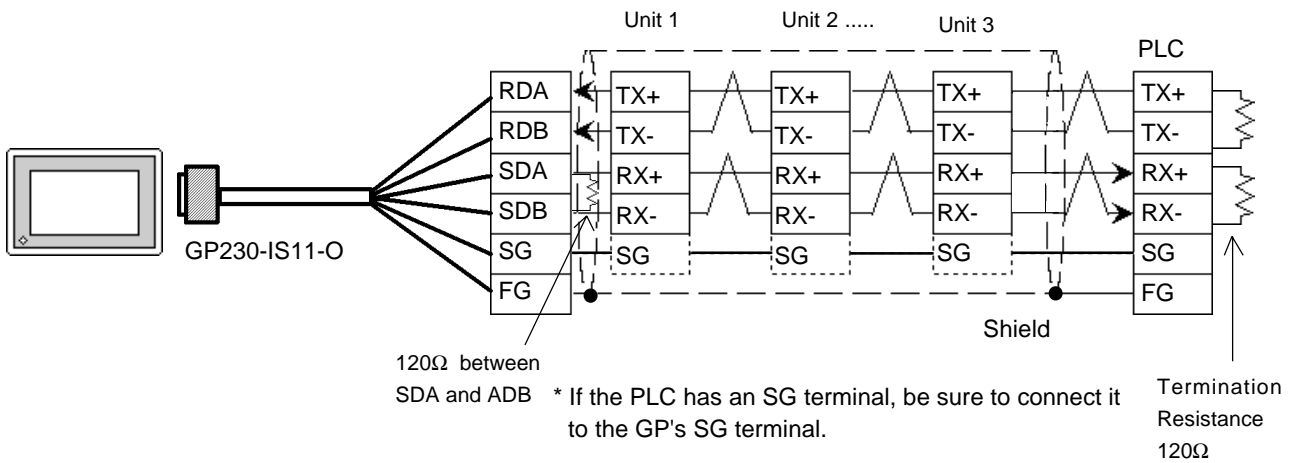 Unit 1
Unit 2 .....
Unit 3
PLC
RDA
RDB
SDA
SDB
SG
FG
TX+
TX-
RX+
RX-
SG
TX+
TX-
RX+
RX-
SG
TX+
TX-
RX+
RX-
SG
TX+
TX-
RX+
RX-
SG
FG
GP230-IS11-O
Shield
120Ω between
SDA and ADB
* If the PLC has an SG terminal, be sure to connect it
to the GP's SG terminal.
Termination
Resistance
120Ω